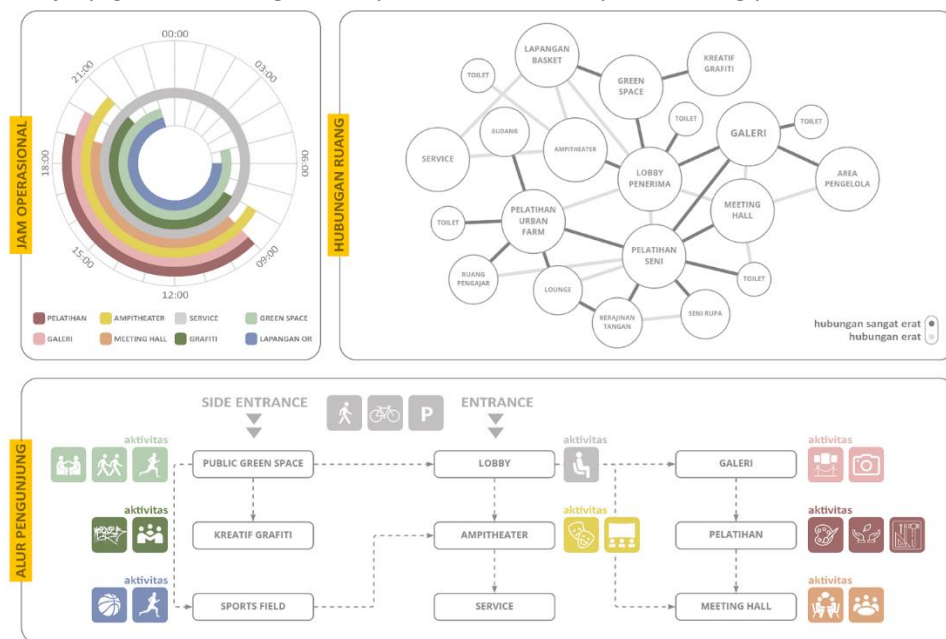 JAM OPERASIONAL
00:00
03:00
06:00
09:00
12:00
15:00
18:00
21:00
PELATIHAN
AMPITHEATER
SERVICE
GREEN SPACE
GALERI
MEETING HALL
GRAFITI
LAPANGAN OR
HUBUNGAN RUANG
LAPANGAN
BASKET
KREATIF
GRAFITI
TOILET
GREEN
SPACE
TOILET
GALERI
TOILET
GUDANG
SERVICE
AMPITHEATER
LOBBY
PENERIMA
AREA
PENGELOLA
PELATIHAN
URBAN
FARM
MEETING
HALL
TOILET
PELATIHAN
SENI
RUANG
PENGAJAR
LOUNGE
TOILET
KERAJINAN
TANGAN
SENI RUPA
hubungan sangat erat
hubungan erat
ALUR PENGUNJUNG
SIDE ENTRANCE
P
ENTRANCE
aktivitas
PUBLIC GREEN SPACE
LOBBY
aktivitas
GALERI
aktivitas
aktivitas
KREATIF GRAFITI
AMPITHEATER
aktivitas
PELATIHAN
aktivitas
aktivitas
SPORTS FIELD
SERVICE
MEETING HALL
aktivitas